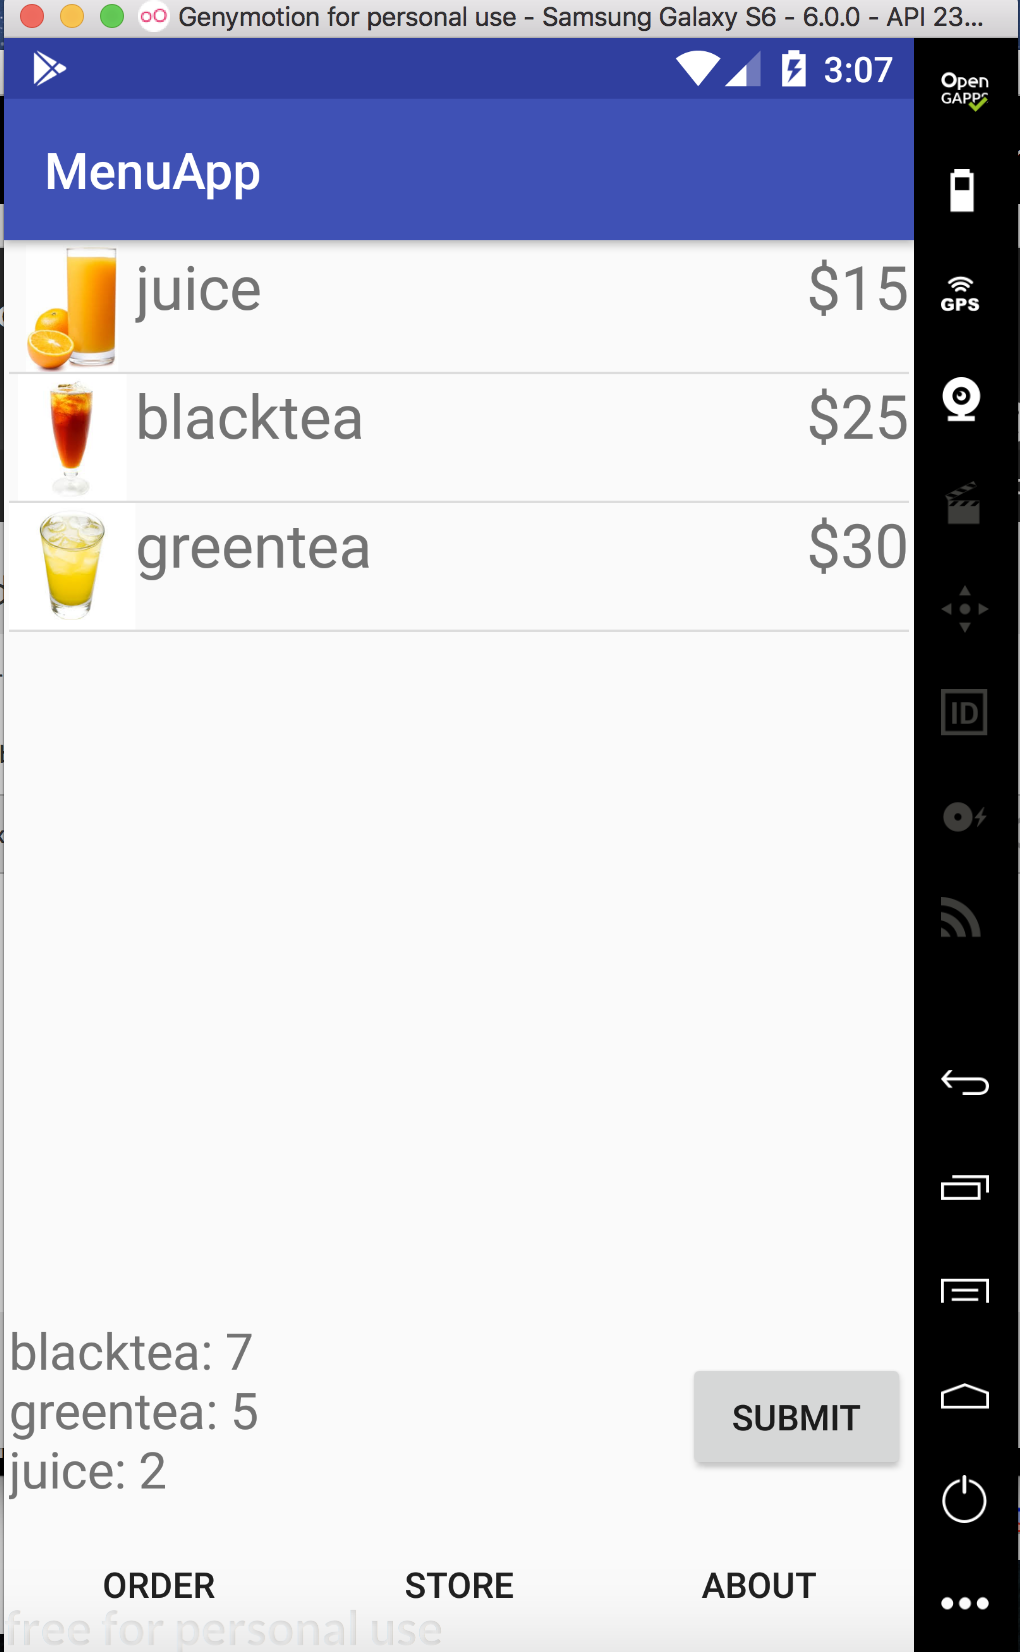 Genymotion for personal use - Samsung Galaxy S6 - 6.0.0 - API 23...
3:07
Open
GAPPS
MenuApp
juice $15
GPS
blacktea $25
greentea $30
ID
blacktea: 7
greentea: 5
SUBMIT
juice: 2
ORDER STORE ABOUT
free for personal use